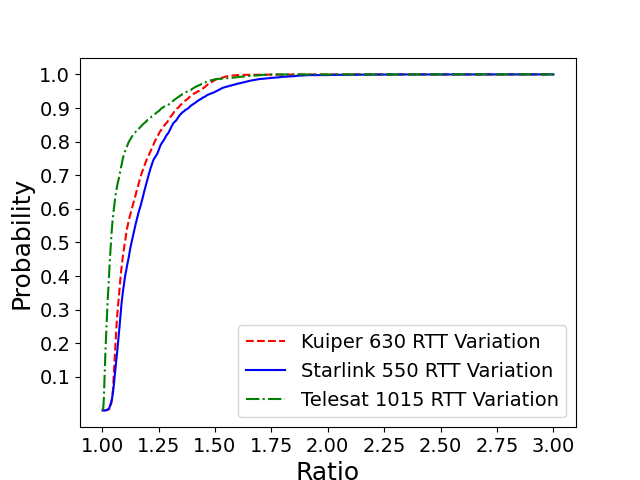 1.0
0.9
0.8
0.7
0.6
0.5
0.4
0.3
0.2
0.1
Probability
Kuiper 630 RTT Variation
Starlink 550 RTT Variation
Telesat 1015 RTT Variation
1.00 1.25 1.50 1.75 2.00 2.25 2.50 2.75 3.00
Ratio